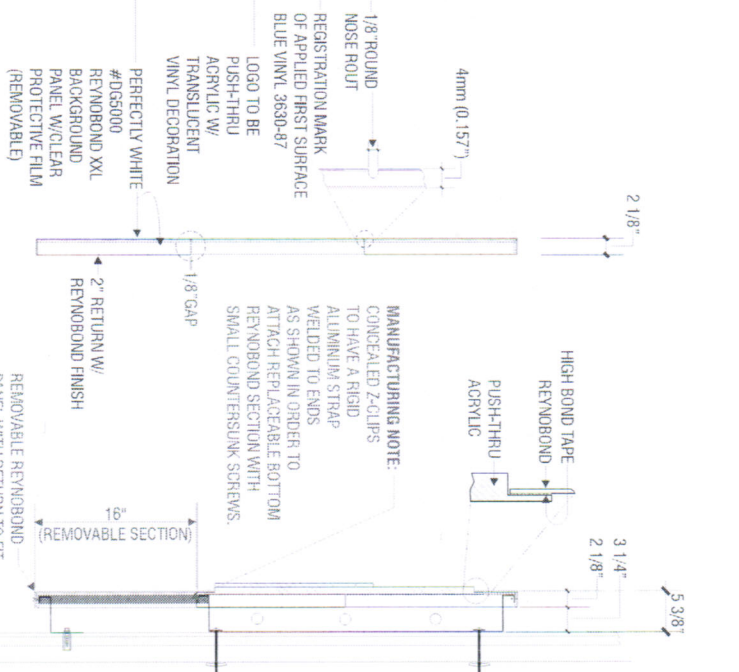 2 1/8"
4mm (0.157")
1/8"ROUND
NOSE ROUT
REGISTRATION MARK
OF APPLIED FIRST SURFACE
BLUE VINYL 3630-87
LOGO TO BE
PUSH-THRU
ACRYLIC W/
TRANSLUCENT
VINYL DECORATION
PERFECTLY WHITE
#DG5000
REYNOBOND XXL
BACKGROUND
PANEL W/CLEAR
PROTECTIVE FILM
(REMOVABLE)
1/8"GAP
2" RETURN W/
REYNOBOND FINISH
5 3/8"
3 1/4"
2 1/8"
HIGH BOND TAPE
REYNOBOND
PUSH-THRU
ACRYLIC
MANUFACTURING NOTE:
CONCEALED Z-CLIPS
TO HAVE A RIGID
ALUMINUM STRAP
WELDED TO ENDS
AS SHOWN IN ORDER TO
ATTACH REPLACEABLE BOTTOM
REYNOBOND SECTION WITH
SMALL COUNTERSUNK SCREWS.
16"
(REMOVABLE SECTION)
REMOVABLE REYNOBOND
PANEL WITH RETURN TO FIT